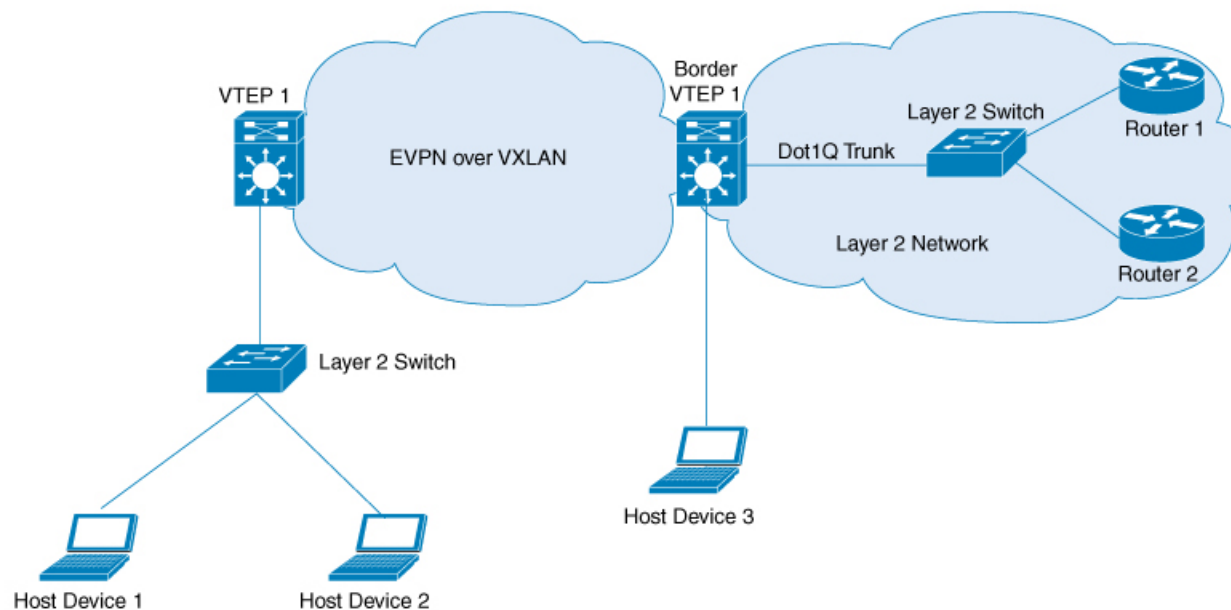 Border
VTEP 1
VTEP 1
Layer 2 Switch
Router 1
EVPN over VXLAN
Dot1Q Trunk
Layer 2 Network
Router 2
Layer 2 Switch
Host Device 3
Host Device 1
Host Device 2